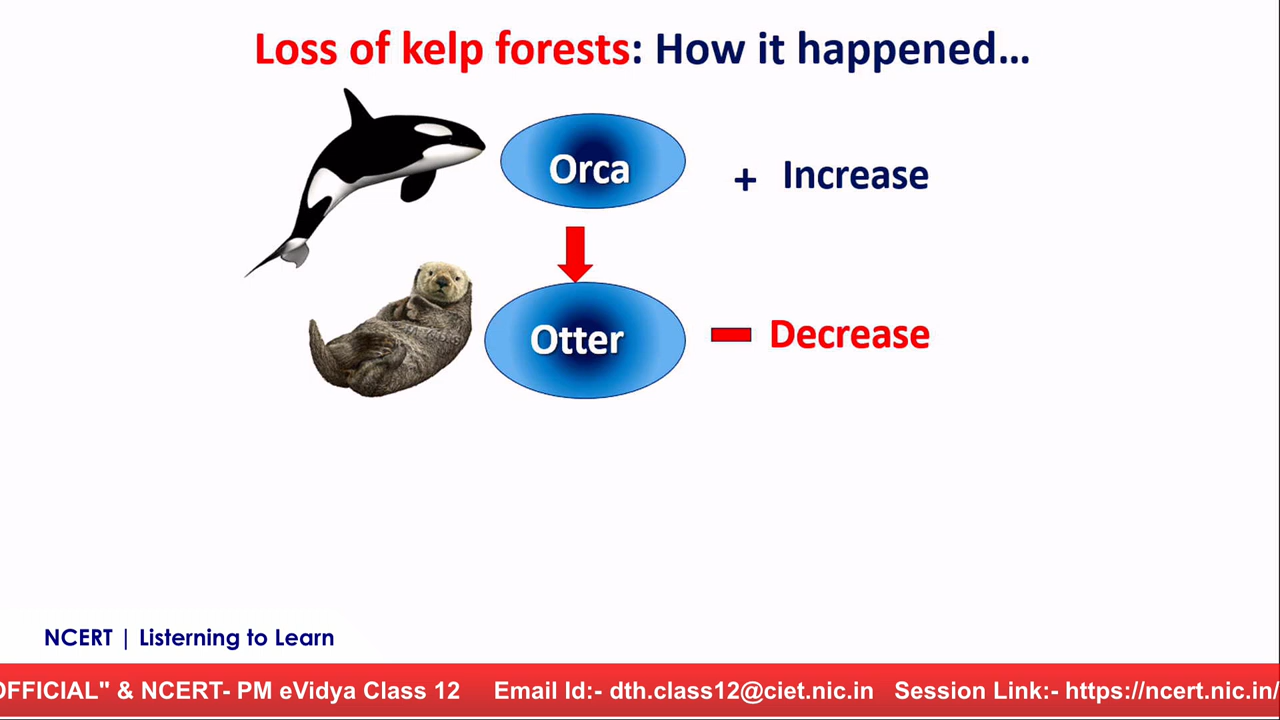 Loss of kelp forests: How it happened...
Orca
+ Increase
Otter
Decrease
NCERT | Listerning to Learn
OFFICIAL" & NCERT- PM eVidya Class 12 Email Id:- dth.class12@ciet.nic.in Session Link:- https://ncert.nic.in/